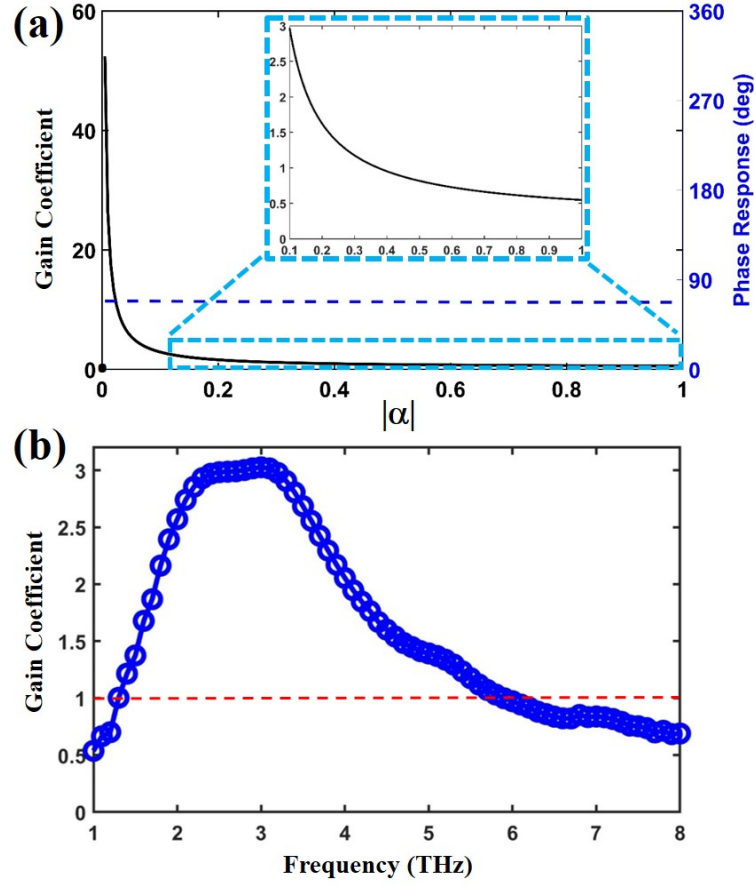 (a)
60
40
20
0
Gain Coefficient
3
2.5
2
1.5
1
0.5
0
0.1 0.2 0.3 0.4 0.5 0.6 0.7 0.8 0.9 1
360
270
180
90
0
Phase Response (deg)
0 0.2 0.4 0.6 0.8 1
|α|
(b)
3
2.5
2
1.5
1
0.5
0
Gain Coefficient
1 2 3 4 5 6 7 8
Frequency (THz)